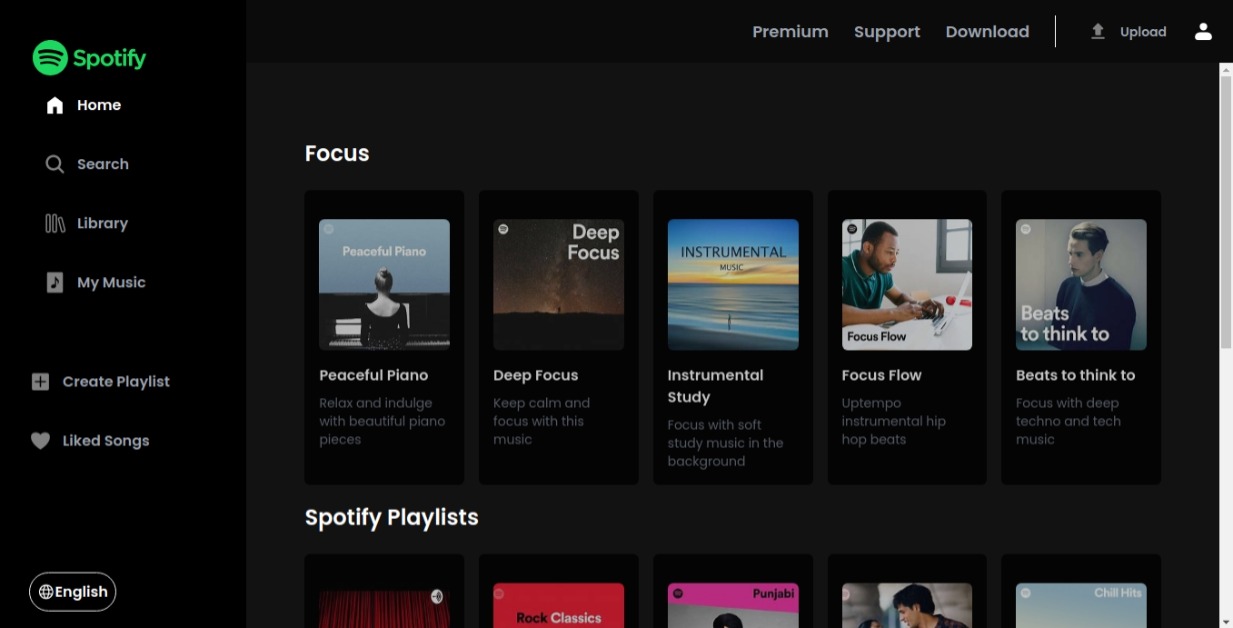 Spotify
Home
Search
Library
My Music
Create Playlist
Liked Songs
English
Premium
Support
Download
Upload
Focus
Peaceful Piano
Peaceful Piano
Relax and indulge
with beautiful piano
pieces
Deep
Focus
Deep Focus
Keep calm and
focus with this
music
INSTRUMENTAL
MUSIC
Instrumental
Study
Focus with soft
study music in the
background
Focus Flow
Focus Flow
Uptempo
instrumental hip
hop beats
Beats
to think to
Beats to think to
Focus with deep
techno and tech
music
Spotify Playlists
Rock Classics
Punjabi
Chill Hits